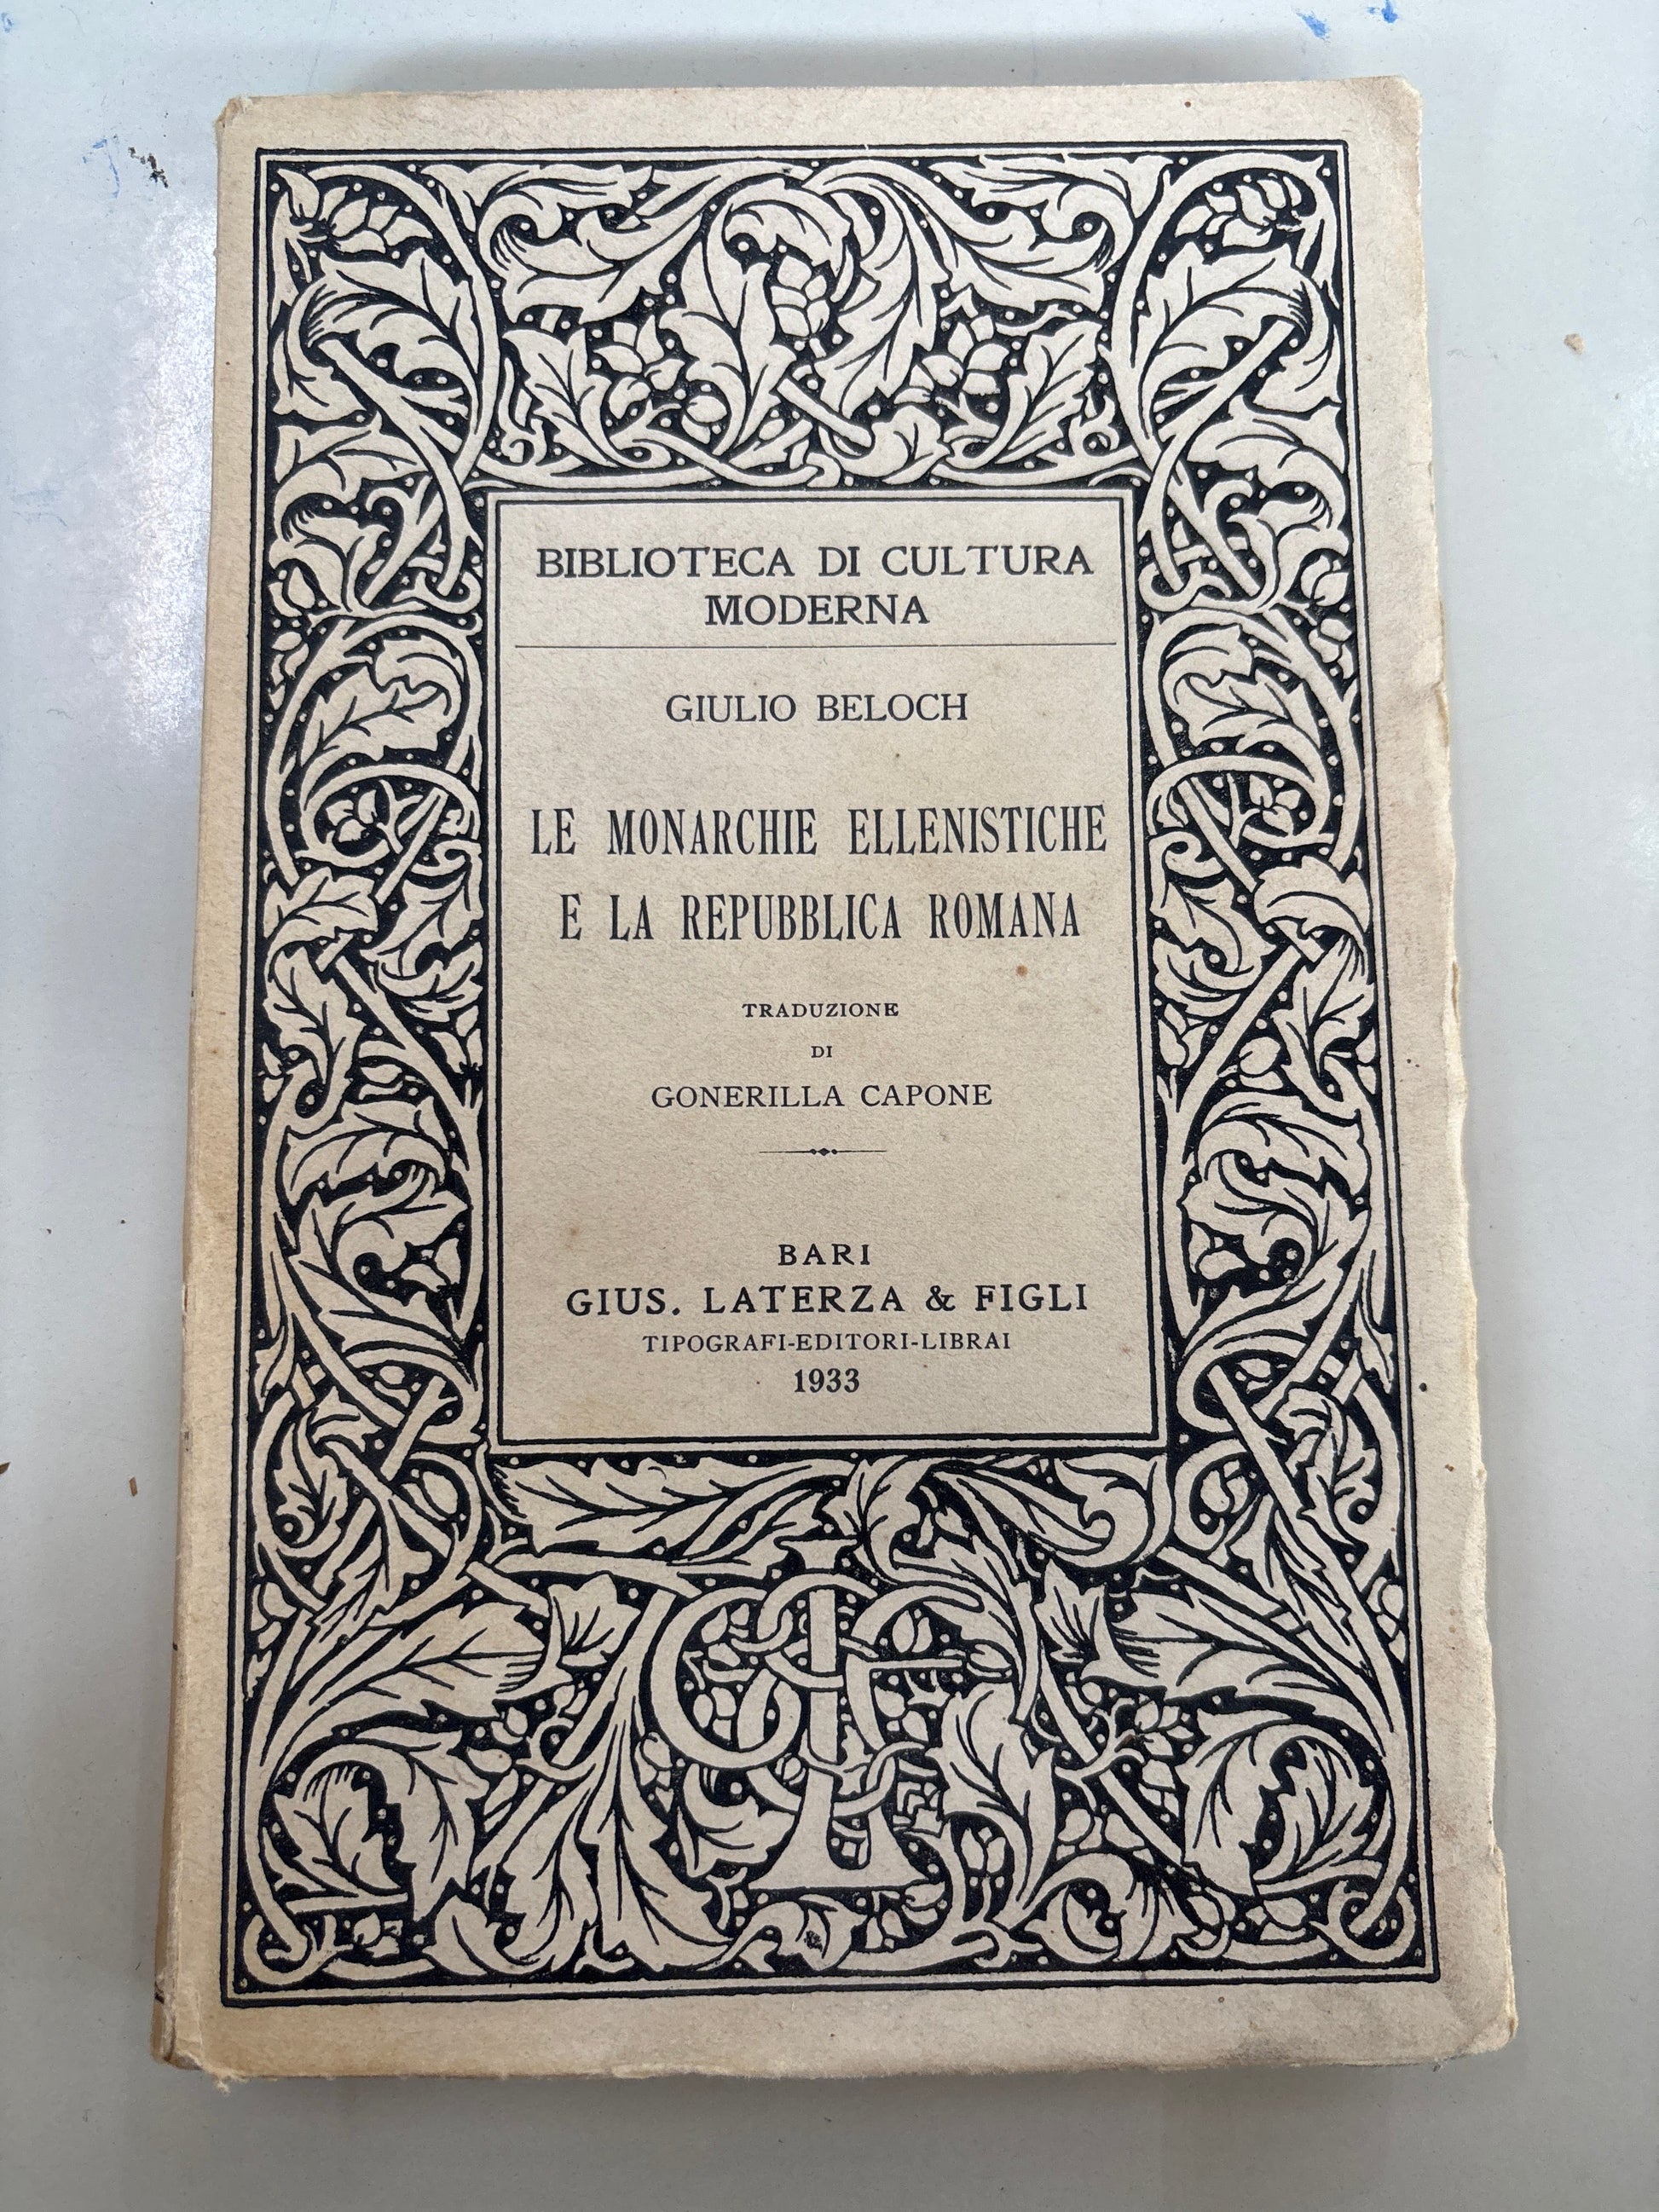 BIBLIOTECA DI CULTURA
MODERNA
GIULIO BELOCH
LE MONARCHIE ELLENISTICHE
E LA REPUBBLICA ROMANA
TRADUZIONE
DI
GONERILLA CAPONE
BARI
GIUS. LATERZA & FIGLI
TIPOGRAFI-EDITORI-LIBRAI
1933